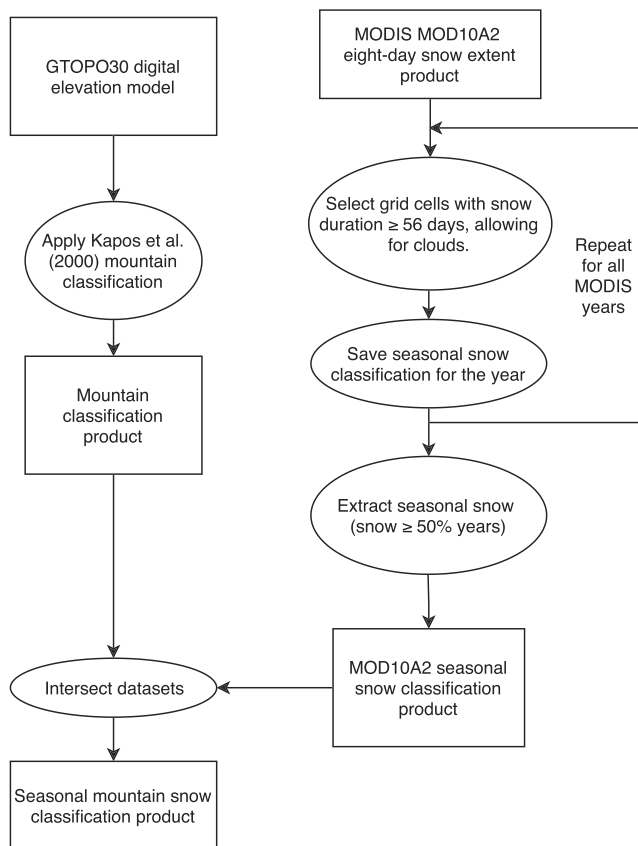 GTOPO30 digital
elevation model
Apply Kapos et al.
(2000) mountain
classification
Mountain
classification
product
MODIS MOD10A2
eight-day snow extent
product
Select grid cells with snow
duration ≥ 56 days, allowing
for clouds.
Repeat
for all
MODIS
years
Save seasonal snow
classification for the year
Extract seasonal snow
(snow ≥ 50% years)
MOD10A2 seasonal
snow classification
product
Intersect datasets
Seasonal mountain snow
classification product